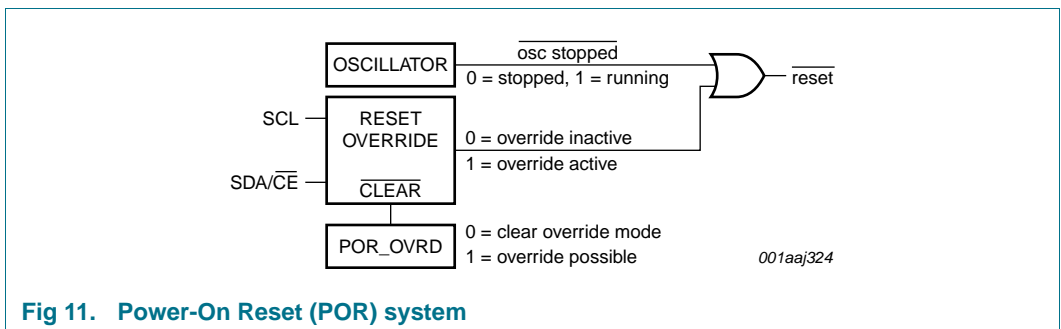 osc stopped
OSCILLATOR
0 = stopped, 1 = running
reset
SCL
RESET
OVERRIDE
0 = override inactive
1 = override active
SDA/CE
CLEAR
POR_OVRD
0 = clear override mode
1 = override possible
001aaj324
Fig 11. Power-On Reset (POR) system